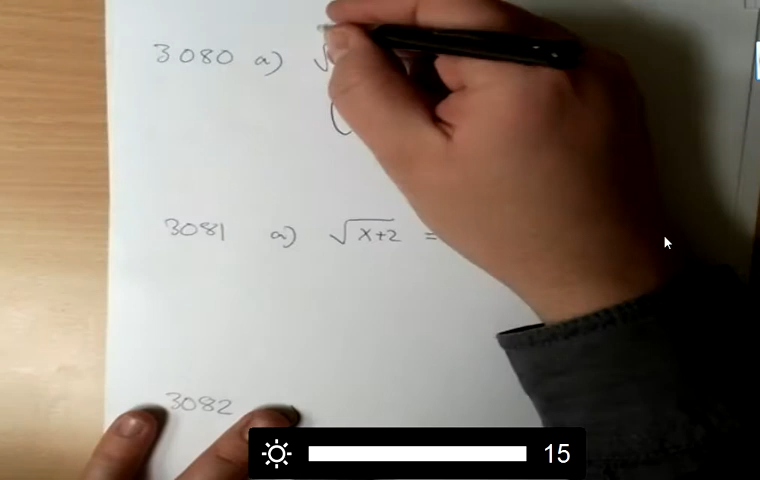 3080 a) √
(
3081 a) √x+2 =
3082
15